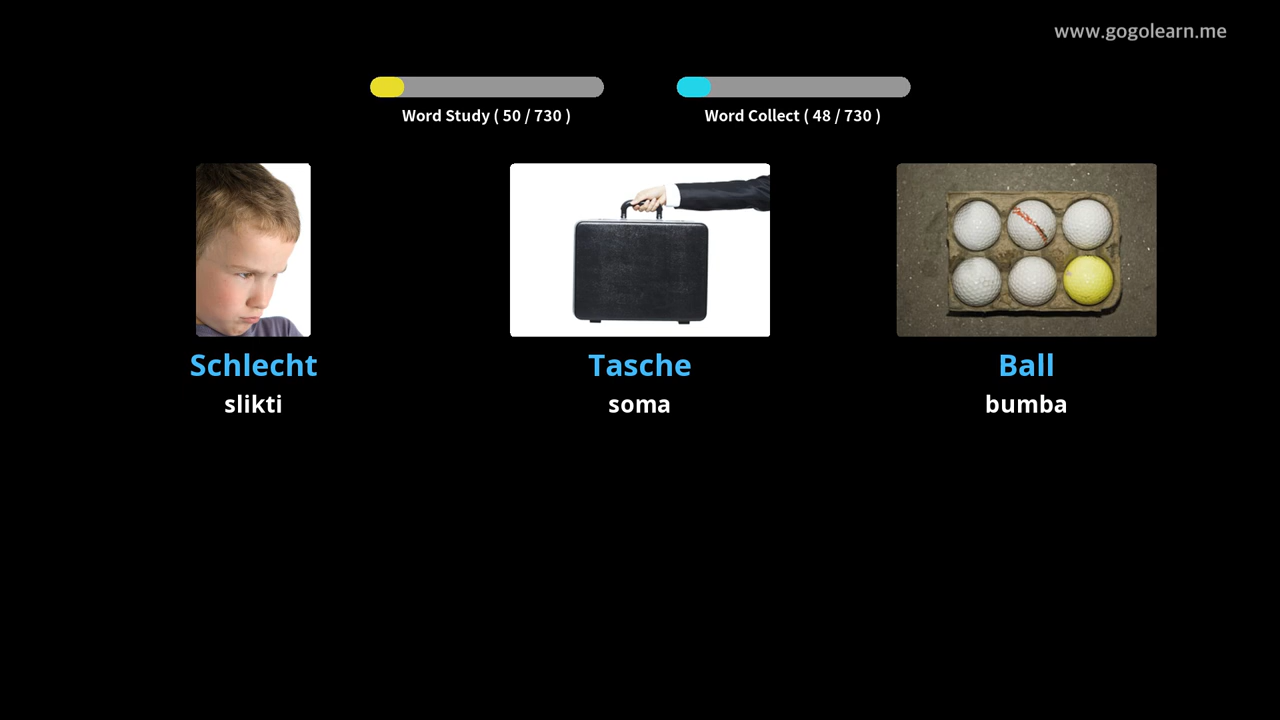 www.gogolearn.me
Word Study ( 50 / 730 )
Word Collect ( 48 / 730 )
Schlecht
slikti
Tasche
soma
Ball
bumba